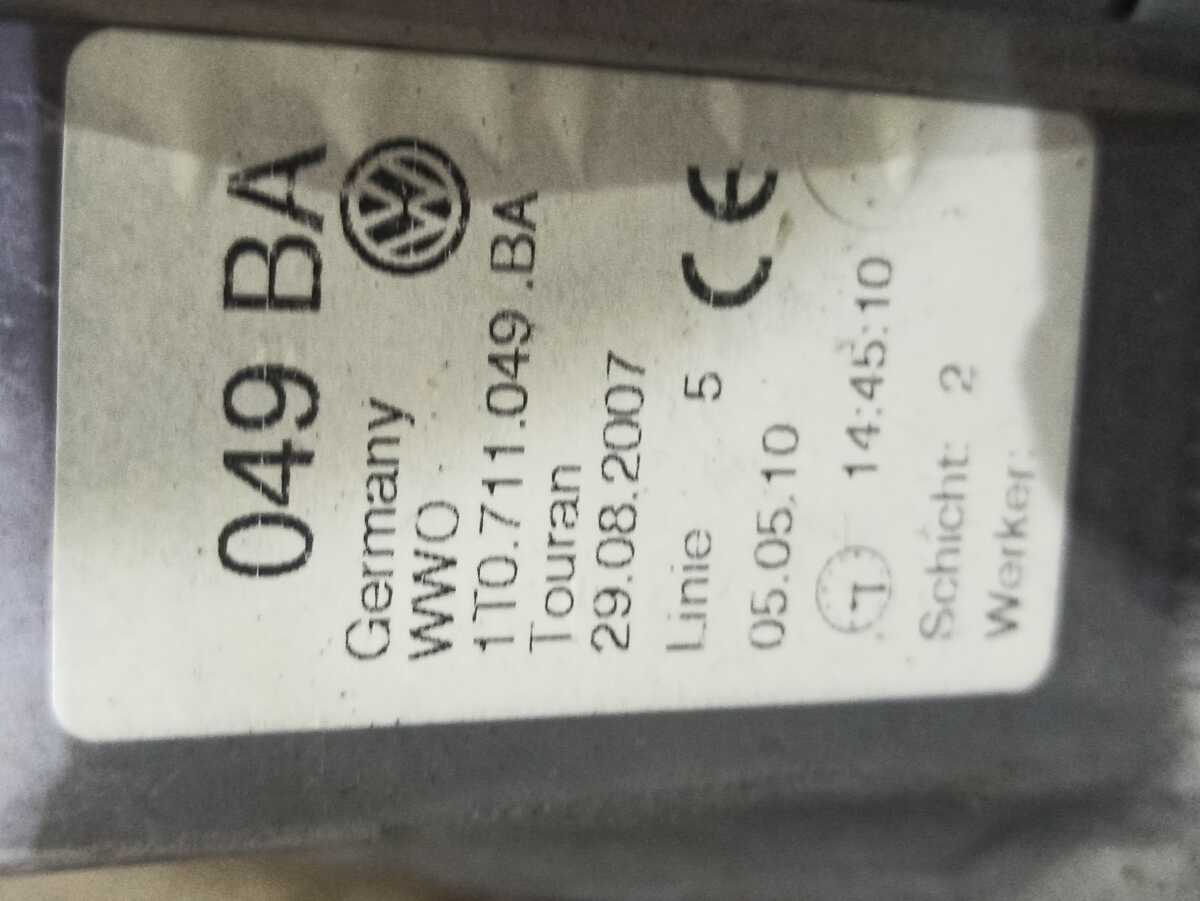 049 BA
Germany
WWO
1T0.711.049 .BA
Touran
29.08.2007
Linie 5 CE
05.05.10
14:45:10
Schicht: 2
Werker: